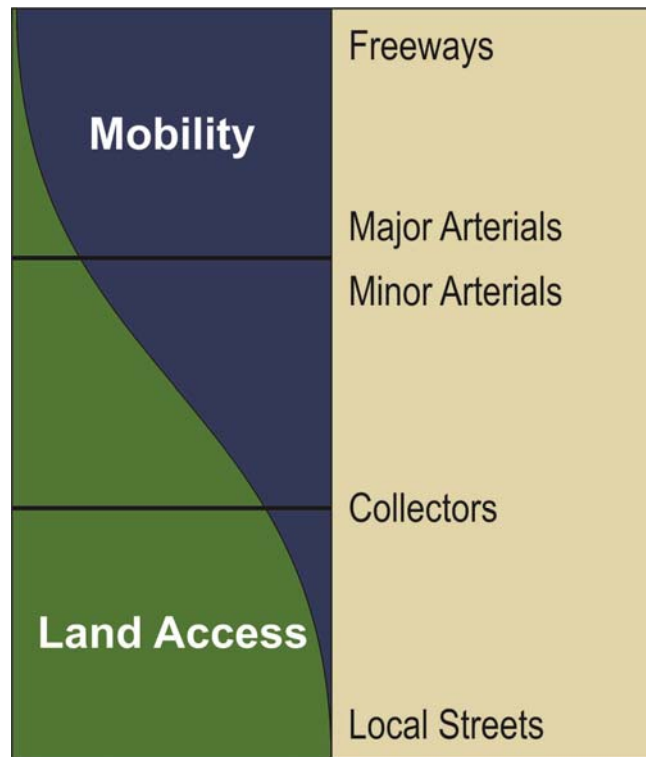 Freeways
Mobility
Major Arterials
Minor Arterials
Collectors
Land Access
Local Streets